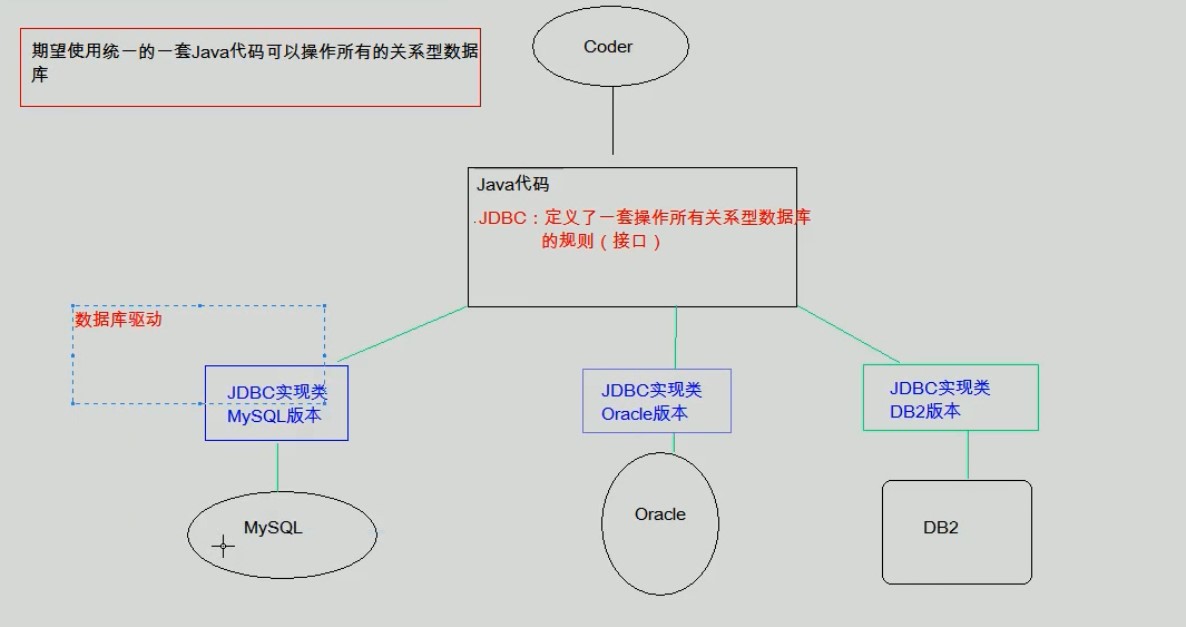 期望使用统一的一套Java代码可以操作所有的关系型数据
库
Coder
Java代码
.JDBC：定义了一套操作所有关系型数据库
的规则（接口）
数据库驱动
JDBC实现类
MySQL版本
JDBC实现类
Oracle版本
JDBC实现类
DB2版本
MySQL
Oracle
DB2